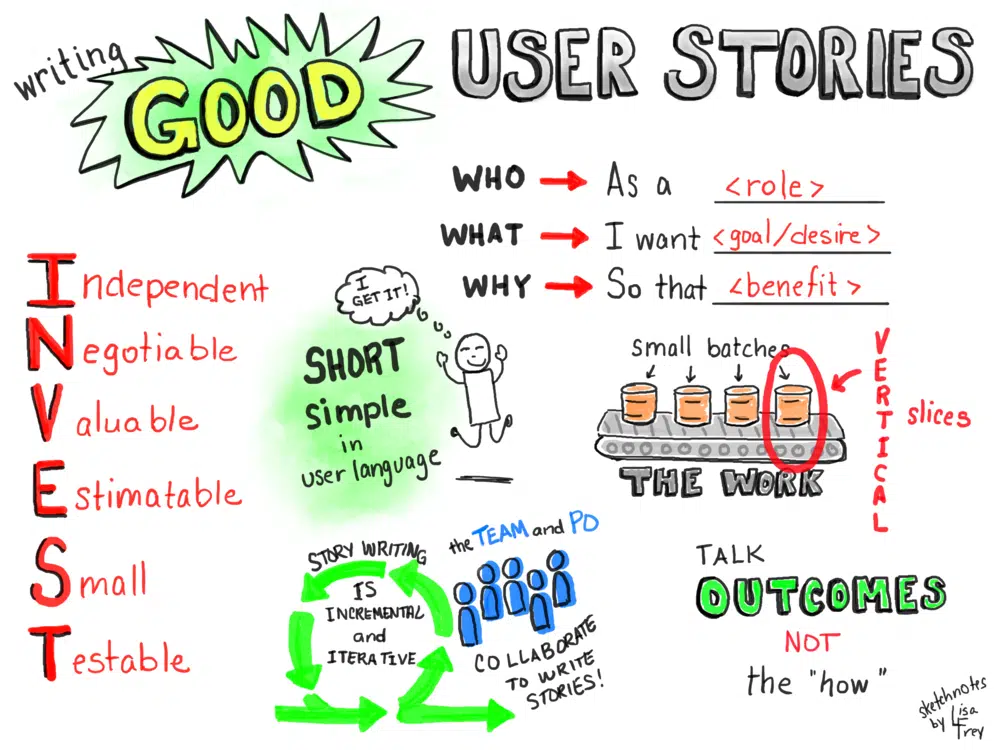 writing
GOOD
USER STORIES
WHO → As a <role>
WHAT → I want <goal/desire>
WHY → So that <benefit>
Independent
Negotiable
Valuable
Estimatable
Small
Testable
I
GET IT!
SHORT
simple
in
user language
small batches
THE WORK
VERTICAL
slices
STORY WRITING
IS
INCREMENTAL
and
ITERATIVE
the TEAM and PO
COLLABORATE
TO WRITE
STORIES!
TALK
OUTCOMES
NOT
the "how"
sketchnotes
by Lisa
Frey